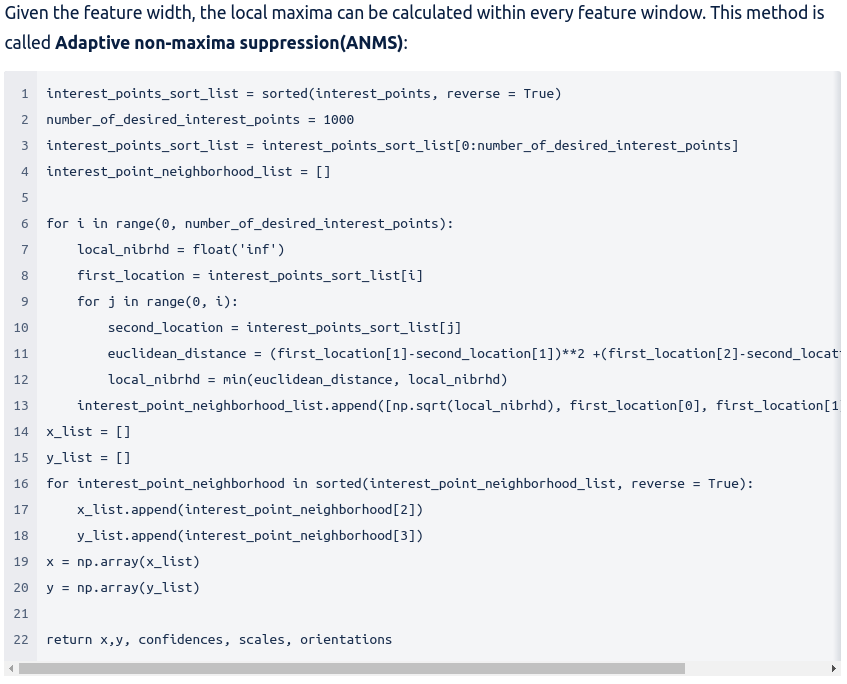 Given the feature width, the local maxima can be calculated within every feature window. This method is
called Adaptive non-maxima suppression(ANMS):
1 interest_points_sort_list = sorted(interest_points, reverse = True)
2 number_of_desired_interest_points = 1000
3 interest_points_sort_list = interest_points_sort_list[0:number_of_desired_interest_points]
4 interest_point_neighborhood_list = []
5
6 for i in range(0, number_of_desired_interest_points):
7     local_nibrhd = float('inf')
8     first_location = interest_points_sort_list[i]
9     for j in range(0, i):
10         second_location = interest_points_sort_list[j]
11         euclidean_distance = (first_location[1]-second_location[1])**2 +(first_location[2]-second_locat
12         local_nibrhd = min(euclidean_distance, local_nibrhd)
13     interest_point_neighborhood_list.append([np.sqrt(local_nibrhd), first_location[0], first_location[1
14 x_list = []
15 y_list = []
16 for interest_point_neighborhood in sorted(interest_point_neighborhood_list, reverse = True):
17     x_list.append(interest_point_neighborhood[2])
18     y_list.append(interest_point_neighborhood[3])
19 x = np.array(x_list)
20 y = np.array(y_list)
21
22 return x,y, confidences, scales, orientations